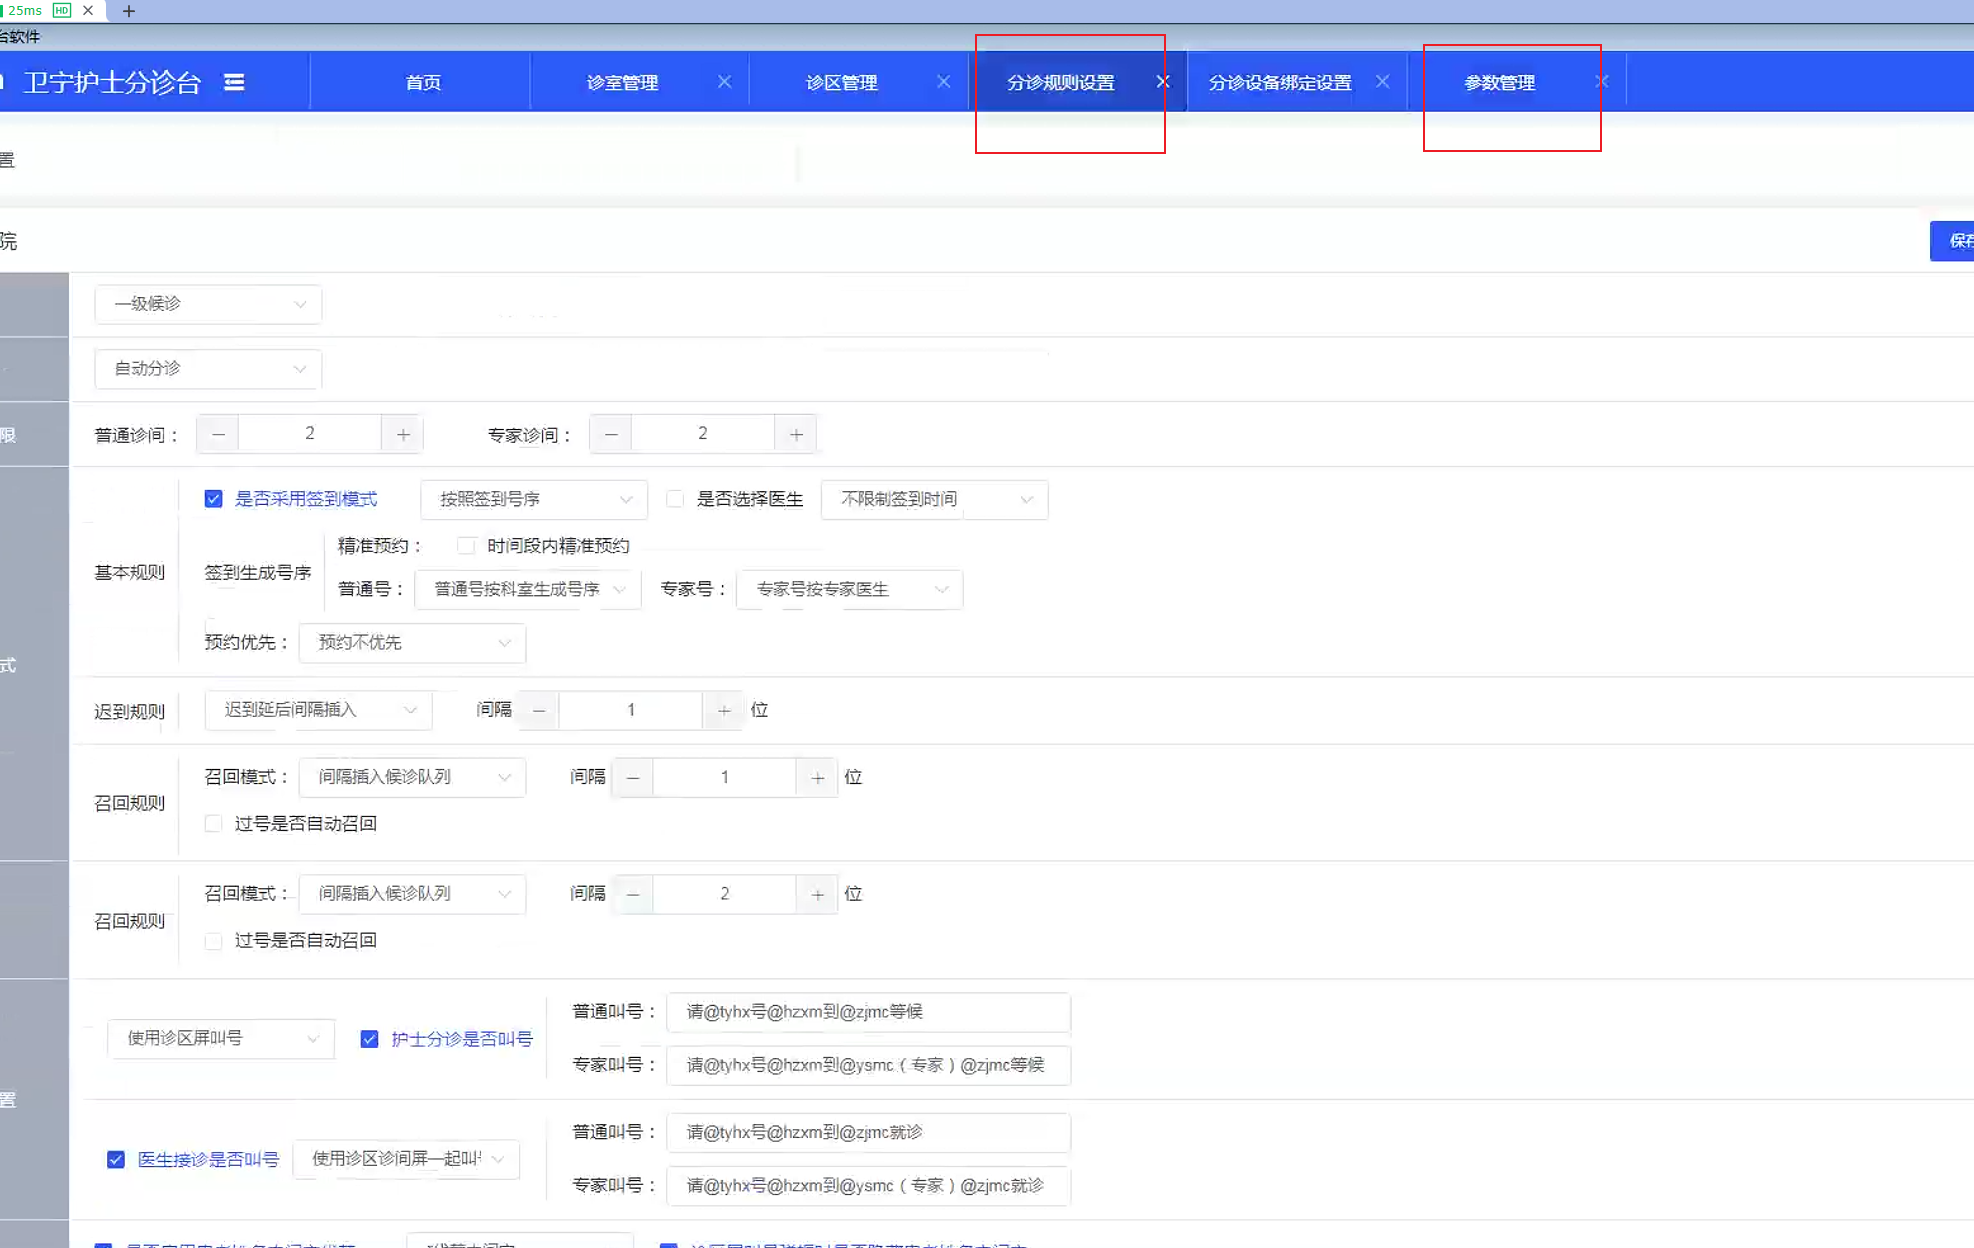 25ms HD
台软件
卫宁护士分诊台 首页 诊室管理 诊区管理 分诊规则设置 分诊设备绑定设置 参数管理
置
院
保存
一级候诊
自动分诊
限 普通诊间： 2 专家诊间： 2
是否采用签到模式 按照签到号序 是否选择医生 不限制签到时间
精准预约： 时间段内精准预约
基本规则 签到生成号序
普通号： 普通号按科室生成号序 专家号： 专家号按专家医生
预约优先： 预约不优先
式
迟到规则 迟到延后间隔插入 间隔 1 位
召回模式： 间隔插入候诊队列 间隔 1 位
召回规则
过号是否自动召回
召回模式： 间隔插入候诊队列 间隔 2 位
召回规则
过号是否自动召回
普通叫号： 请@tyhx号@hzxm到@zjmc等候
使用诊区屏叫号 护士分诊是否叫号
专家叫号： 请@tyhx号@hzxm到@ysmc（专家）@zjmc等候
置
普通叫号： 请@tyhx号@hzxm到@zjmc就诊
医生接诊是否叫号 使用诊区诊间屏一起叫
专家叫号： 请@tyhx号@hzxm到@ysmc（专家）@zjmc就诊